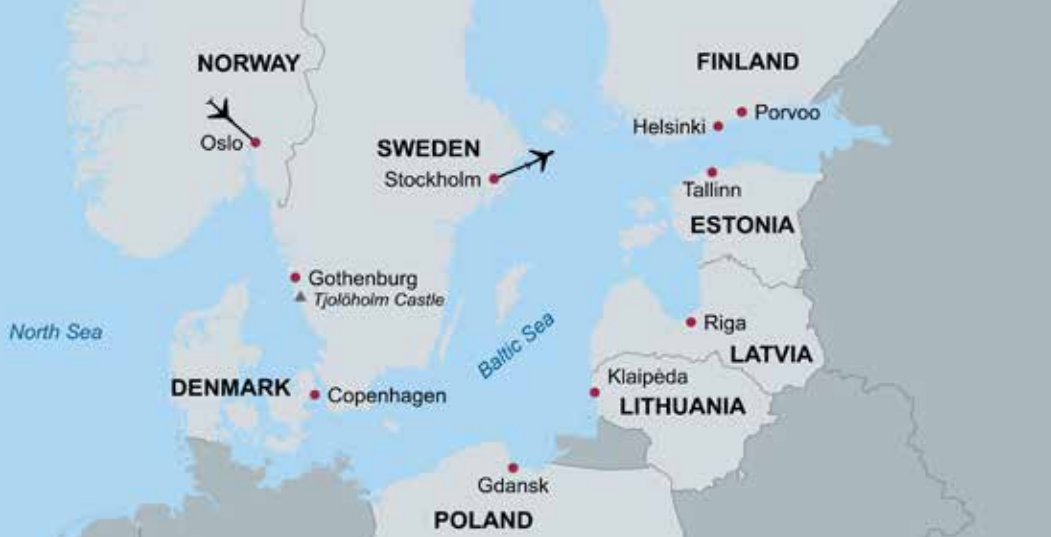 NORWAY
FINLAND
Porvoo
Helsinki
Oslo
SWEDEN
Stockholm
Tallinn
ESTONIA
Gothenburg
Tjolöholm Castle
North Sea
Baltic Sea
Riga
LATVIA
Klaipėda
DENMARK
Copenhagen
LITHUANIA
Gdansk
POLAND